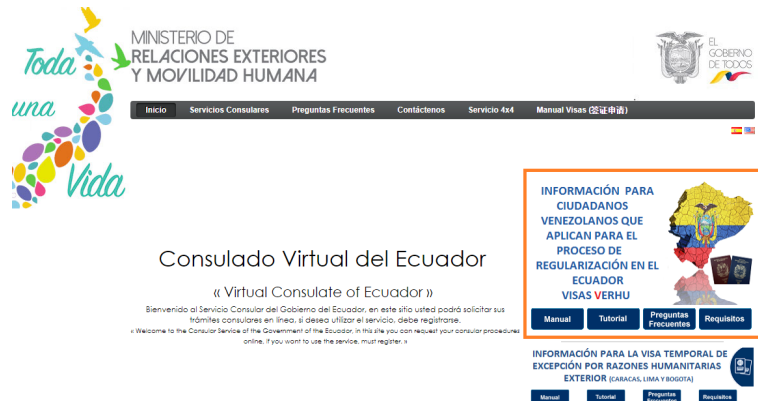 Toda
una
Vida
MINISTERIO DE
RELACIONES EXTERIORES
Y MOVILIDAD HUMANA
EL
GOBIERNO
DE TODOS
Inicio Servicios Consulares Preguntas Frecuentes Contáctenos Servicio 4x4 Manual Visas (签证申请)
Consulado Virtual del Ecuador
« Virtual Consulate of Ecuador »
Bienvenido al Servicio Consular del Gobierno del Ecuador, en este sitio usted podrá solicitar sus
trámites consulares en línea, si desea utilizar el servicio, debe registrarse.
« Welcome to the Consular Service of the Government of the Ecuador, in this site you can request your consular procedures
online. If you want to use the service, must register. »
INFORMACIÓN PARA
CIUDADANOS
VENEZOLANOS QUE
APLICAN PARA EL
PROCESO DE
REGULARIZACIÓN EN EL
ECUADOR
VISAS VERHU
Manual Tutorial Preguntas Frecuentes Requisitos
INFORMACIÓN PARA LA VISA TEMPORAL DE
EXCEPCIÓN POR RAZONES HUMANITARIAS
EXTERIOR (CARACAS, LIMA Y BOGOTA)
Manual Tutorial Preguntas Frecuentes Requisitos